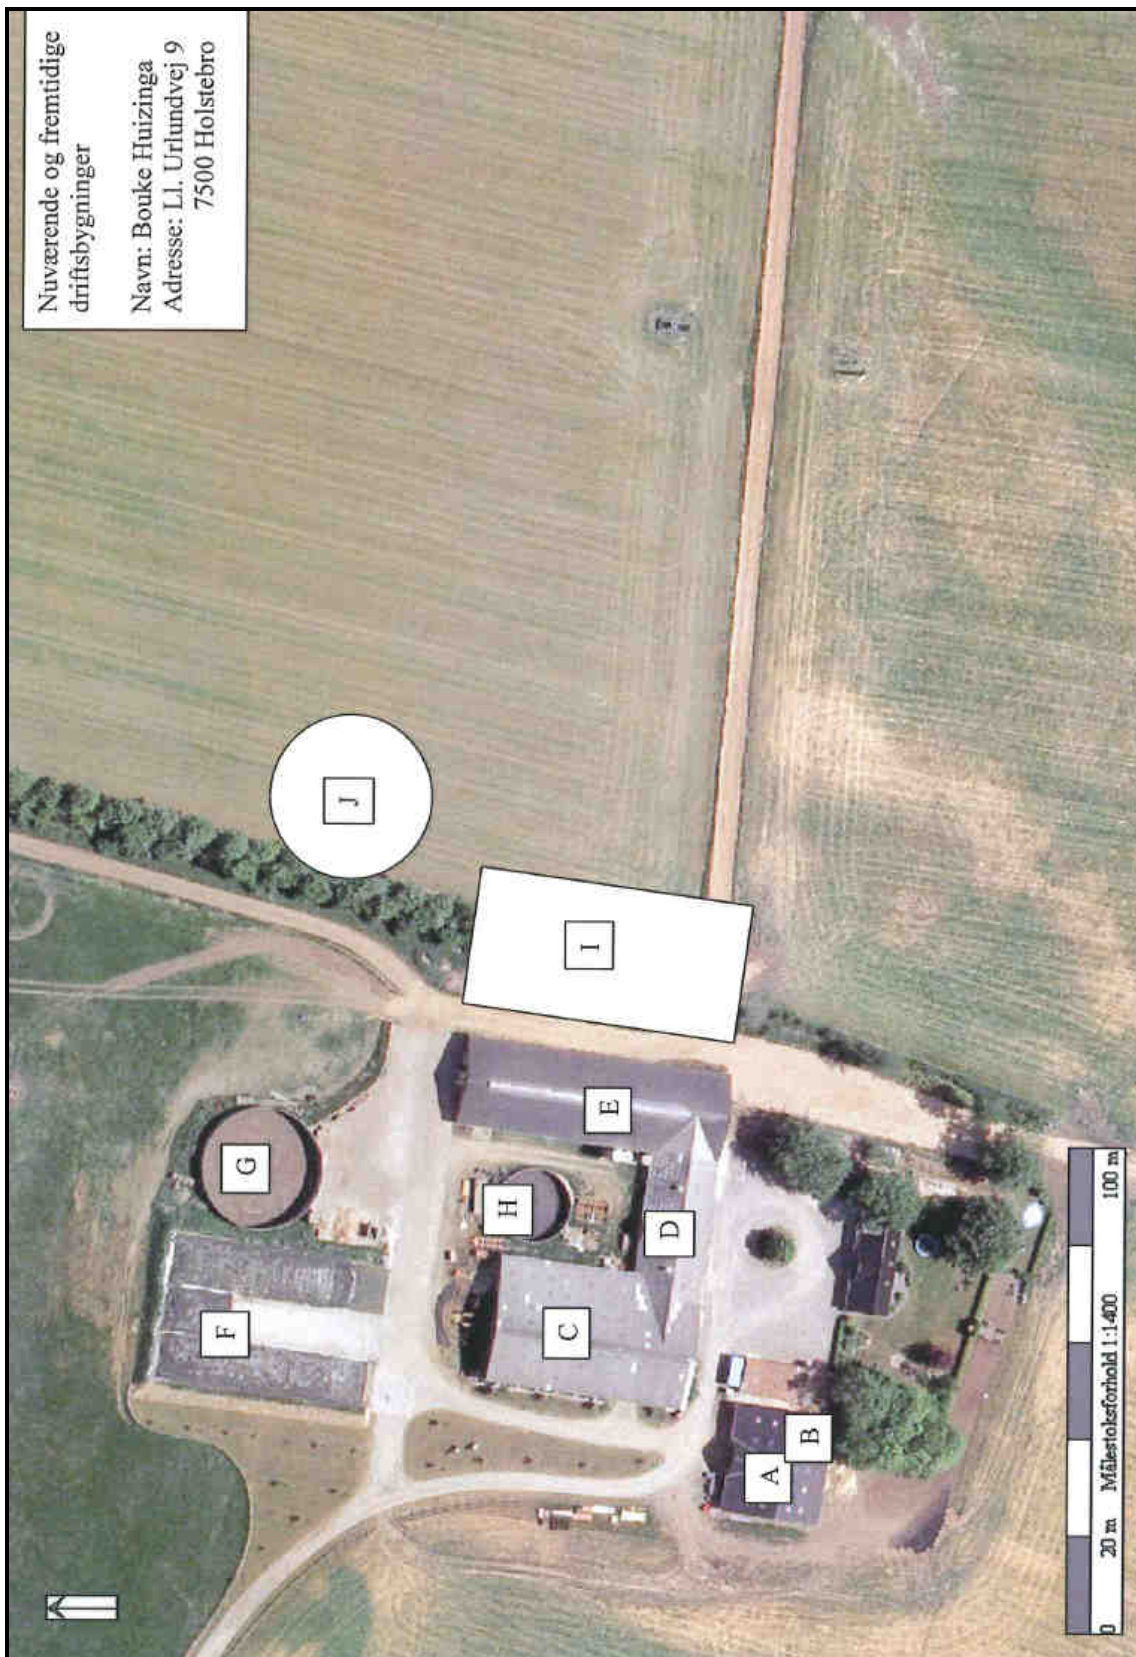 Nuværende og fremtidige
driftsbygninger
Navn: Bouke Huizinga
Adresse: Ll. Urlundvej 9
7500 Holstebro
J
I
G
E
H
D
F
C
B
A
0 20 m Målestoksforhold 1:1400 100 m